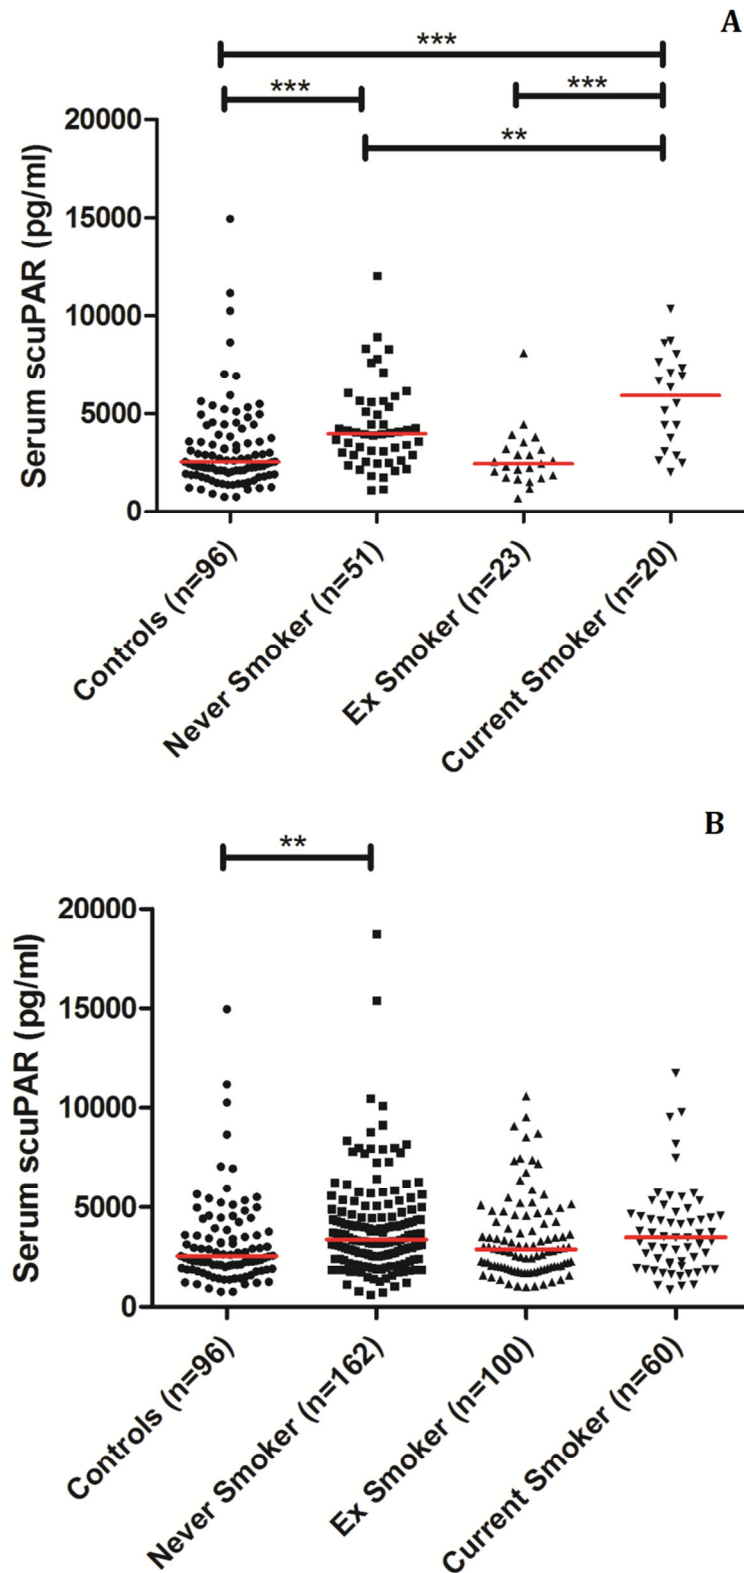 A
***
*** ***
**
20000
15000
10000
5000
0
Serum scuPAR (pg/ml)
Controls (n=96)
Never Smoker (n=51)
Ex Smoker (n=23)
Current Smoker (n=20)
B
**
20000
15000
10000
5000
0
Serum scuPAR (pg/ml)
Controls (n=96)
Never Smoker (n=162)
Ex Smoker (n=100)
Current Smoker (n=60)